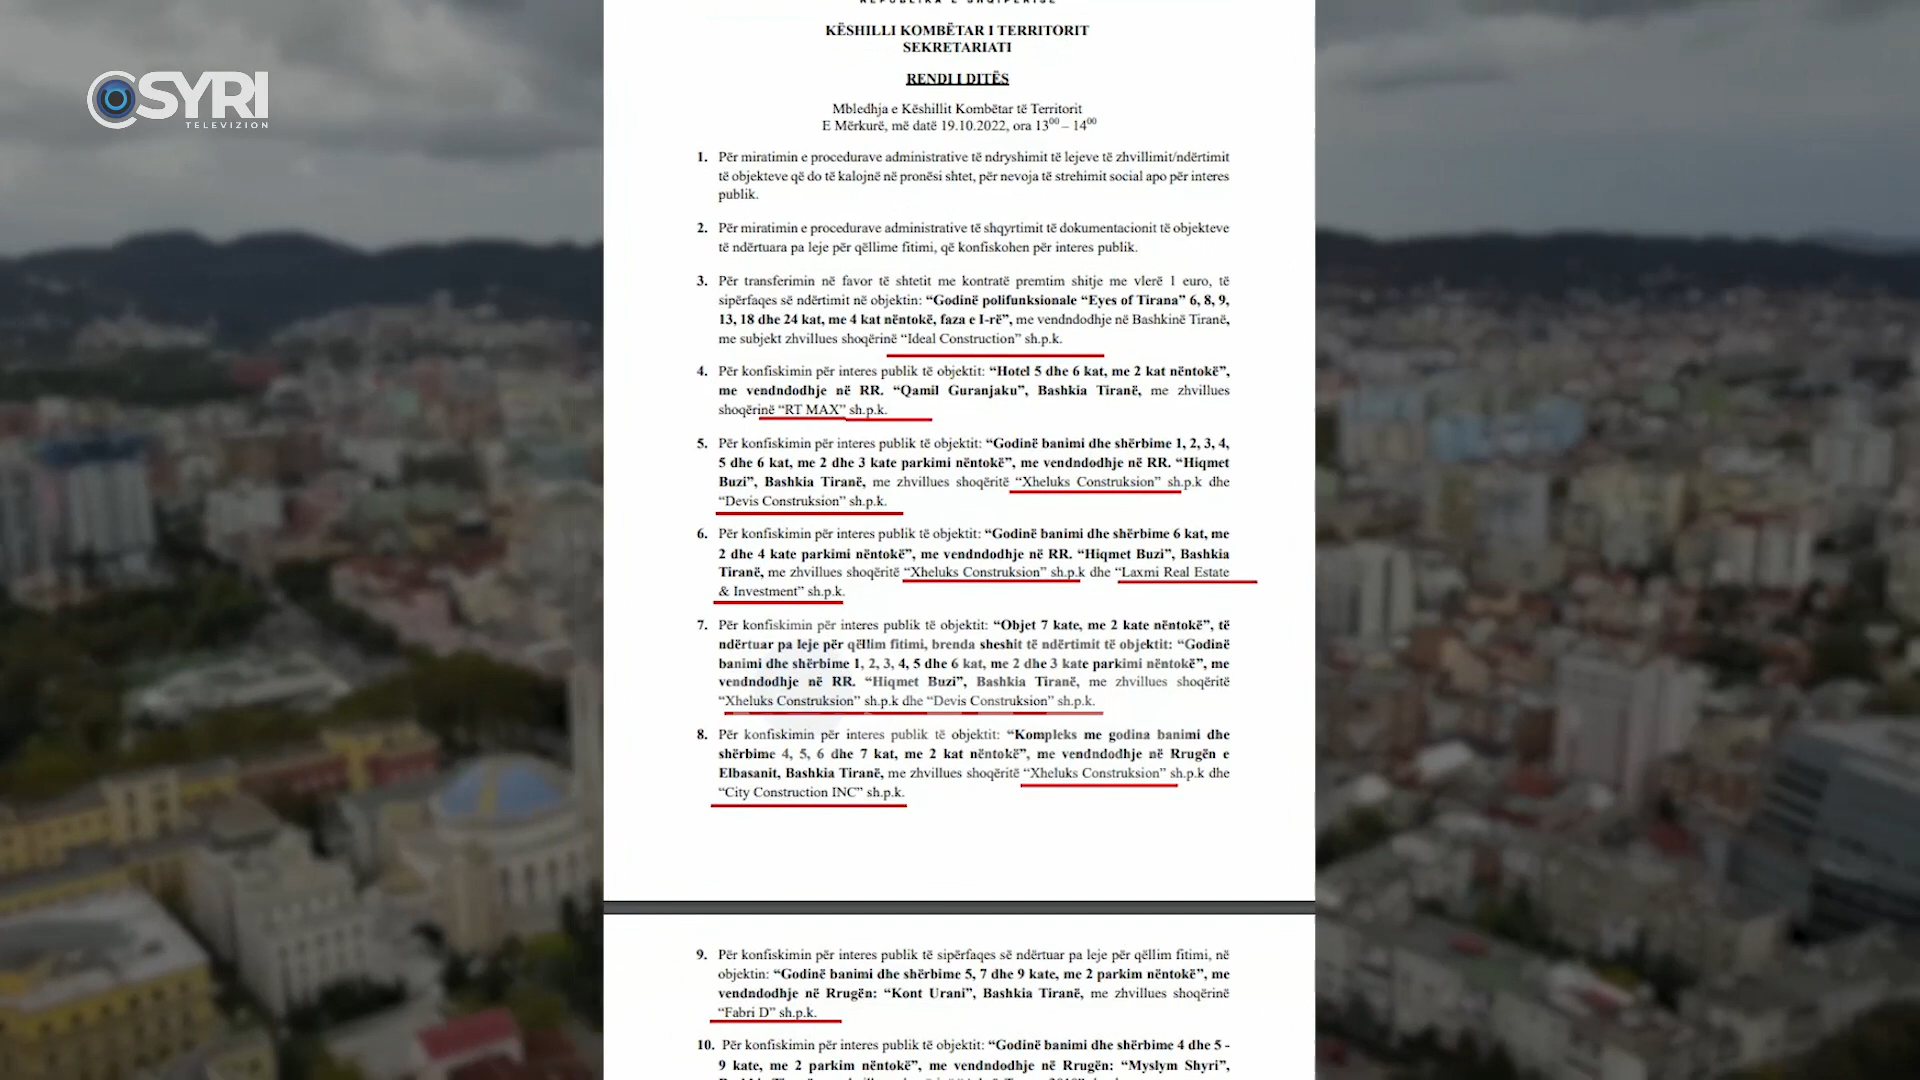 SYRI
TELEVIZION
REPUBLIKA E SHQIPËRISË
KËSHILLI KOMBËTAR I TERRITORIT
SEKRETARIATI
RENDI I DITËS
Mbledhja e Këshillit Kombëtar të Territorit
E Mërkurë, më datë 19.10.2022, ora 13⁰⁰ – 14⁰⁰
1. Për miratimin e procedurave administrative të ndryshimit të lejeve të zhvillimit/ndërtimit
të objekteve që do të kalojnë në pronësi shtet, për nevoja të strehimit social apo për interes
publik.
2. Për miratimin e procedurave administrative të shqyrtimit të dokumentacionit të objekteve
të ndërtuara pa leje për qëllime fitimi, që konfiskohen për interes publik.
3. Për transferimin në favor të shtetit me kontratë premtim shitje me vlerë 1 euro, të
sipërfaqes së ndërtimit në objektin: “Godinë polifunksionale “Eyes of Tirana” 6, 8, 9,
13, 18 dhe 24 kat, me 4 kat nëntokë, faza e I-rë”, me vendndodhje në Bashkinë Tiranë,
me subjekt zhvillues shoqërinë “Ideal Construction” sh.p.k.
4. Për konfiskimin për interes publik të objektit: “Hotel 5 dhe 6 kat, me 2 kat nëntokë”,
me vendndodhje në RR. “Qamil Guranjaku”, Bashkia Tiranë, me zhvillues
shoqërinë “RT MAX” sh.p.k.
5. Për konfiskimin për interes publik të objektit: “Godinë banimi dhe shërbime 1, 2, 3, 4,
5 dhe 6 kat, me 2 dhe 3 kate parkimi nëntokë”, me vendndodhje në RR. “Hiqmet
Buzi”, Bashkia Tiranë, me zhvillues shoqëritë “Xheluks Construksion” sh.p.k dhe
“Devis Construksion” sh.p.k.
6. Për konfiskimin për interes publik të objektit: “Godinë banimi dhe shërbime 6 kat, me
2 dhe 4 kate parkimi nëntokë”, me vendndodhje në RR. “Hiqmet Buzi”, Bashkia
Tiranë, me zhvillues shoqëritë “Xheluks Construksion” sh.p.k dhe “Laxmi Real Estate
& Investment” sh.p.k.
7. Për konfiskimin për interes publik të objektit: “Objet 7 kate, me 2 kate nëntokë”, të
ndërtuar pa leje për qëllim fitimi, brenda sheshit të ndërtimit të objektit: “Godinë
banimi dhe shërbime 1, 2, 3, 4, 5 dhe 6 kat, me 2 dhe 3 kate parkimi nëntokë”, me
vendndodhje në RR. “Hiqmet Buzi”, Bashkia Tiranë, me zhvillues shoqëritë
“Xheluks Construksion” sh.p.k dhe “Devis Construksion” sh.p.k.
8. Për konfiskimin për interes publik të objektit: “Kompleks me godina banimi dhe
shërbime 4, 5, 6 dhe 7 kat, me 2 kat nëntokë”, me vendndodhje në Rrugën e
Elbasanit, Bashkia Tiranë, me zhvillues shoqëritë “Xheluks Construksion” sh.p.k dhe
“City Construction INC” sh.p.k.
9. Për konfiskimin për interes publik të sipërfaqes së ndërtuar pa leje për qëllim fitimi, në
objektin: “Godinë banimi dhe shërbime 5, 7 dhe 9 kate, me 2 parkim nëntokë”, me
vendndodhje në Rrugën: “Kont Urani”, Bashkia Tiranë, me zhvillues shoqërinë
“Fabri D” sh.p.k.
10. Për konfiskimin për interes publik të objektit: “Godinë banimi dhe shërbime 4 dhe 5 -
9 kate, me 2 parkim nëntokë”, me vendndodhje në Rrugën: “Myslym Shyri”,